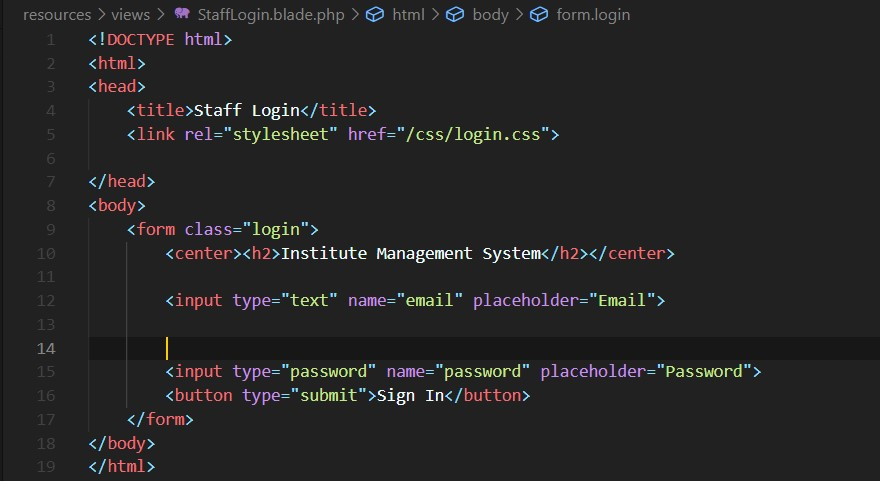 resources > views > StaffLogin.blade.php > html > body > form.login
1 <!DOCTYPE html>
2 <html>
3 <head>
4 <title>Staff Login</title>
5 <link rel="stylesheet" href="/css/login.css">
6
7 </head>
8 <body>
9 <form class="login">
10 <center><h2>Institute Management System</h2></center>
11
12 <input type="text" name="email" placeholder="Email">
13
14
15 <input type="password" name="password" placeholder="Password">
16 <button type="submit">Sign In</button>
17 </form>
18 </body>
19 </html>